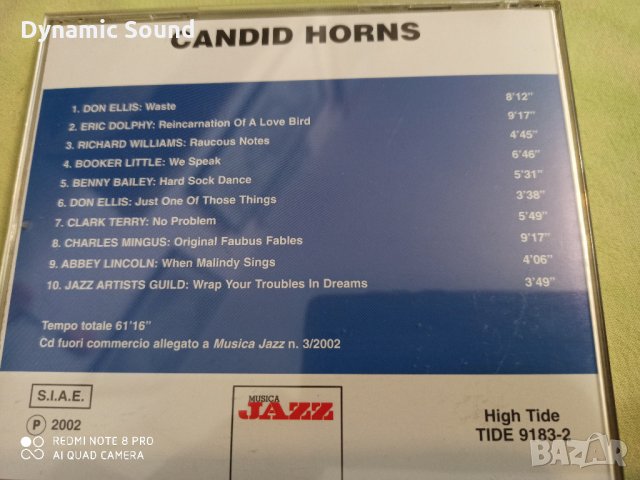 Dynamic Sound
CANDID HORNS
1. DON ELLIS: Waste 8'12"
2. ERIC DOLPHY: Reincarnation Of A Love Bird 9'17"
3. RICHARD WILLIAMS: Raucous Notes 4'45"
4. BOOKER LITTLE: We Speak 6'46"
5. BENNY BAILEY: Hard Sock Dance 5'31"
6. DON ELLIS: Just One Of Those Things 3'38"
7. CLARK TERRY: No Problem 5'49"
8. CHARLES MINGUS: Original Faubus Fables 9'17"
9. ABBEY LINCOLN: When Malindy Sings 4'06"
10. JAZZ ARTISTS GUILD: Wrap Your Troubles In Dreams 3'49"
Tempo totale 61'16"
Cd fuori commercio allegato a Musica Jazz n. 3/2002
S.I.A.E.
℗ 2002
MUSICA
JAZZ
High Tide
TIDE 9183-2
REDMI NOTE 8 PRO
AI QUAD CAMERA
BAZAR